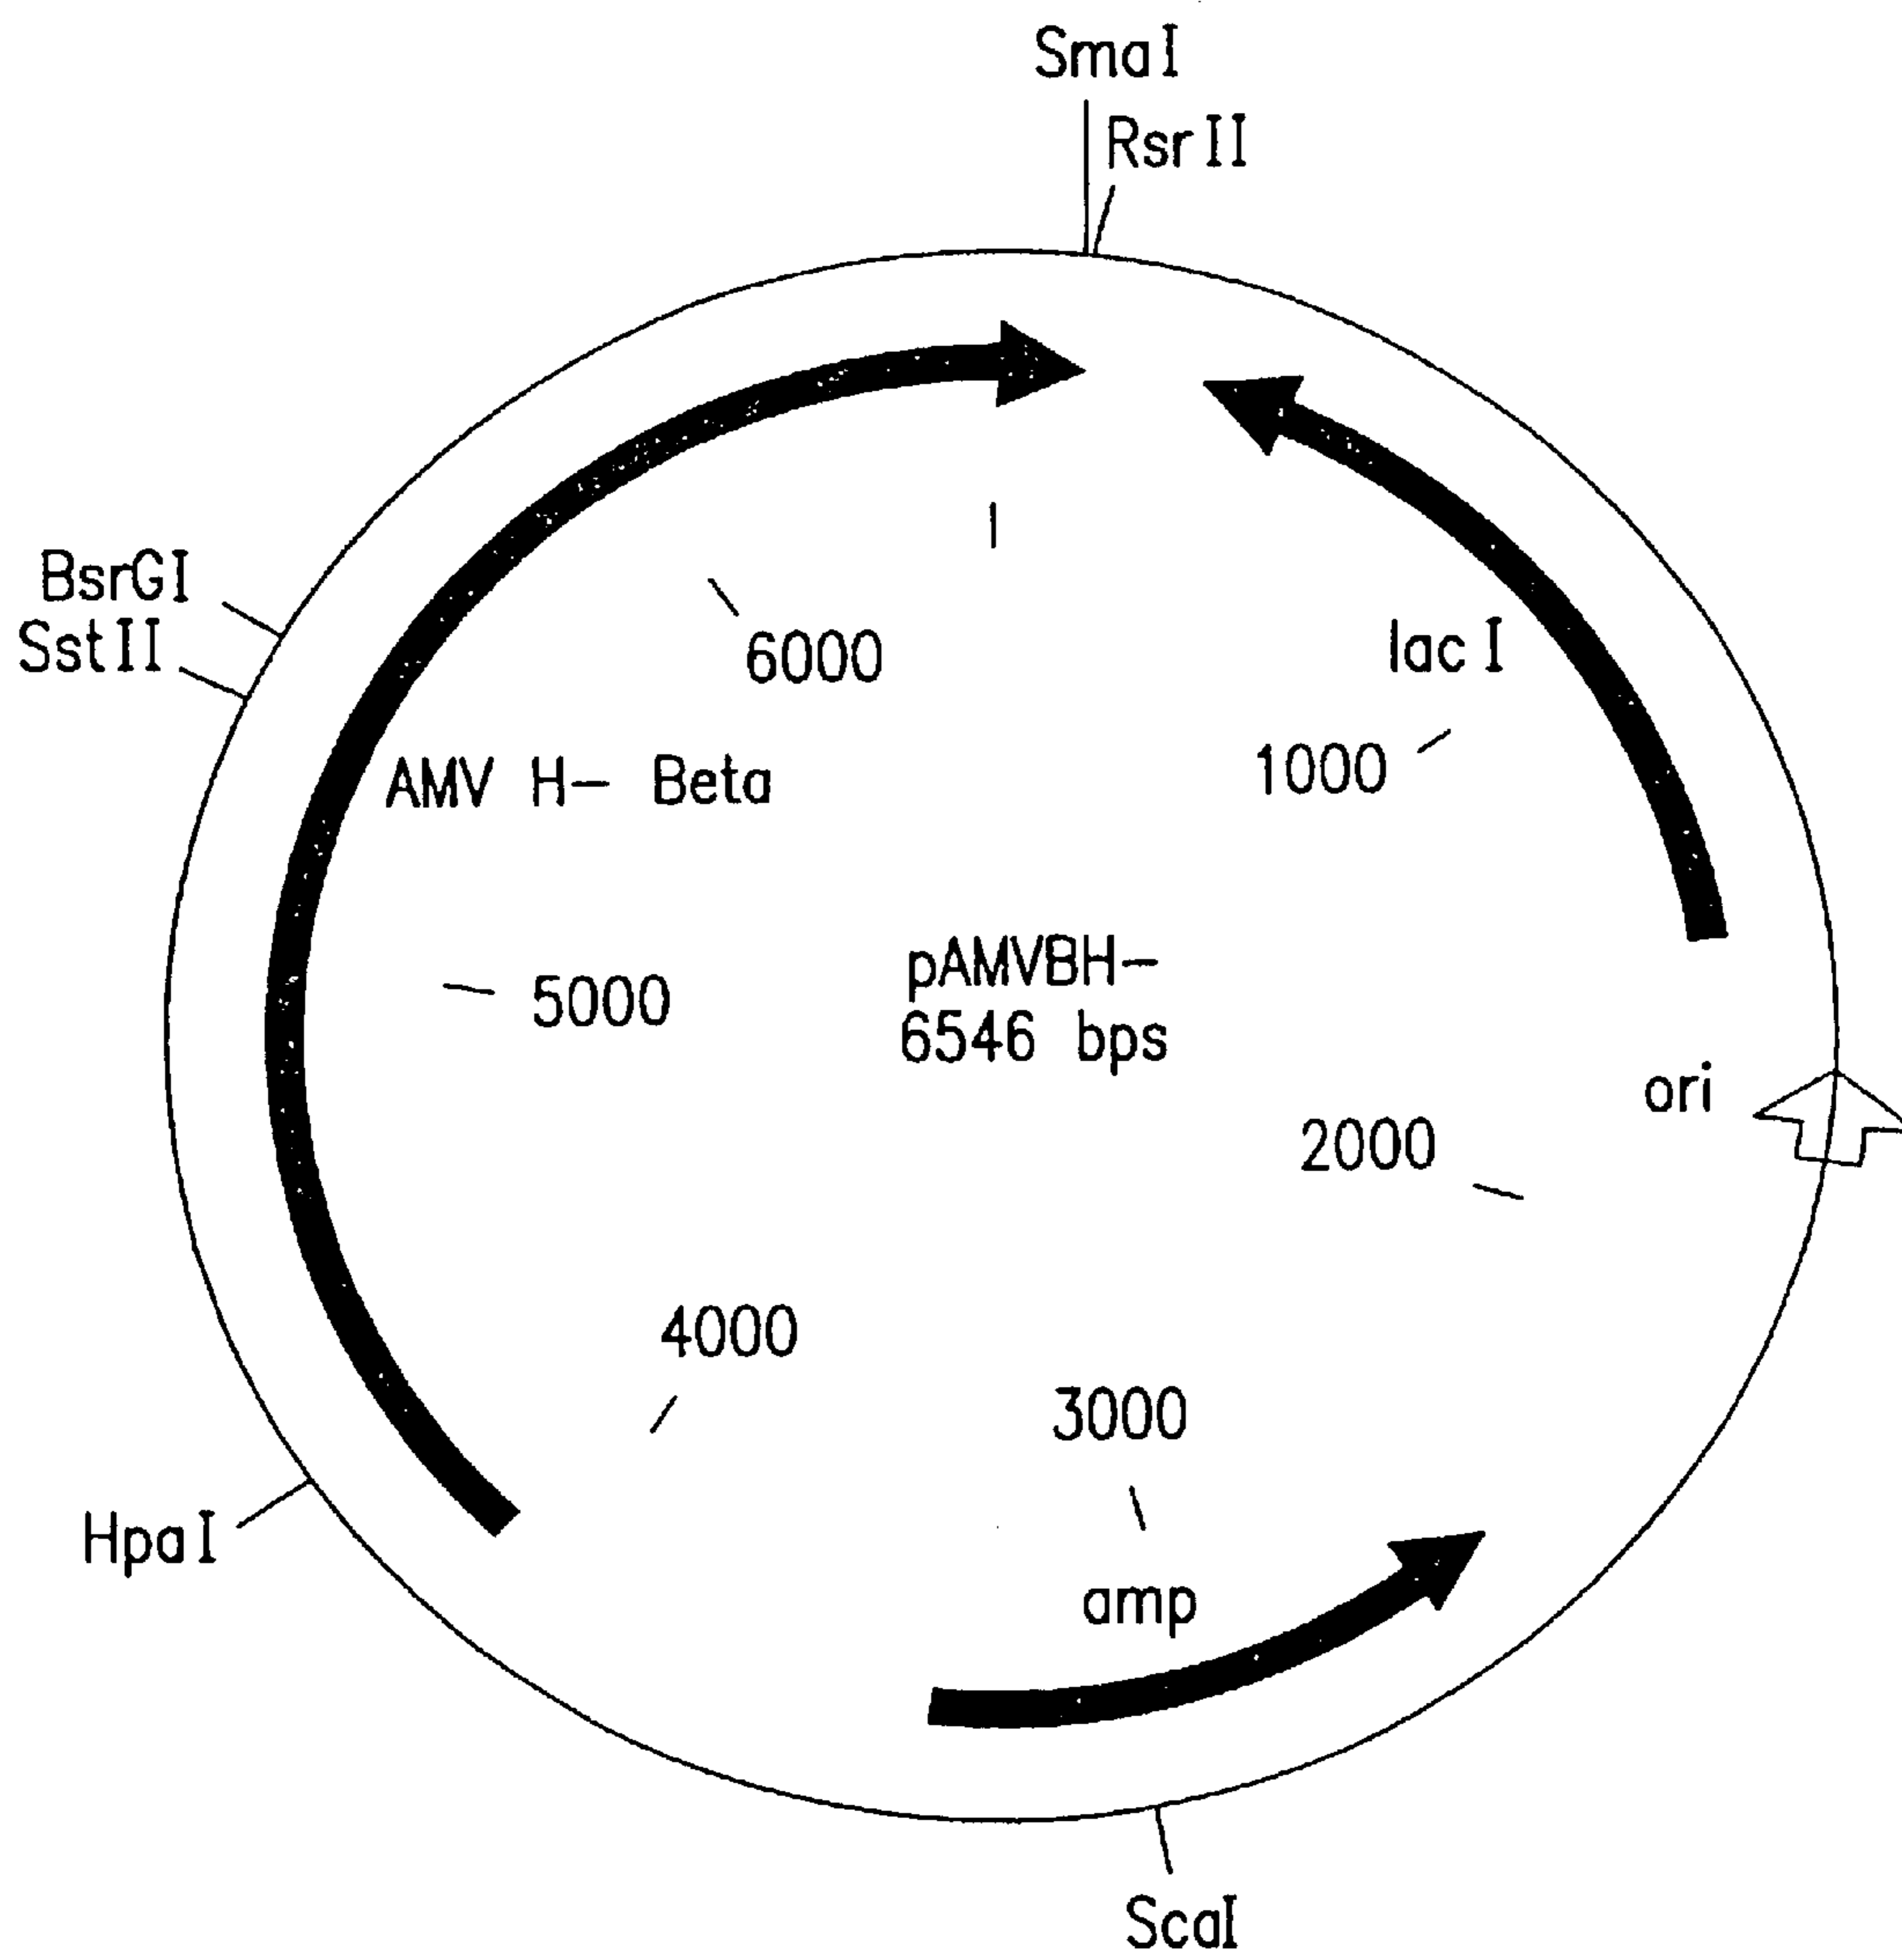 SmaI
RsrII
BsrGI
SstII
6000
lac I
1000
AMV H- Beta
pAMVBH-
5000
6546 bps
ori
2000
4000
3000
HpaI
amp
ScaI